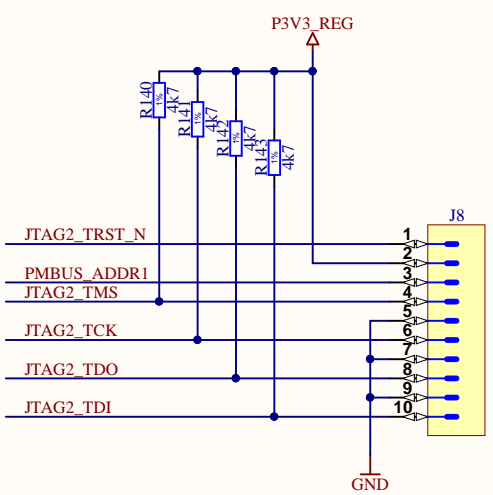 P3V3_REG
R140 1% 4k7
R141 1% 4k7
R142 1% 4k7
R143 1% 4k7
J8
JTAG2_TRST_N 1
2
PMBUS_ADDR1 3
JTAG2_TMS 4
5
JTAG2_TCK 6
7
JTAG2_TDO 8
9
JTAG2_TDI 10
GND